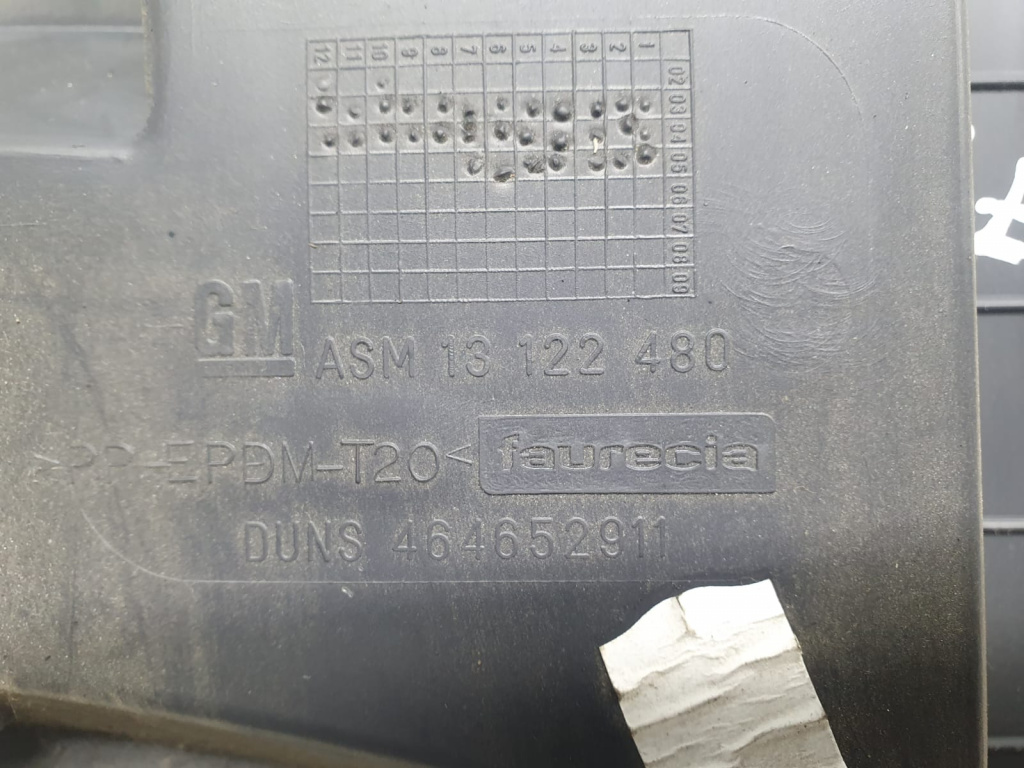 12 11 10 9 8 7 6 5 4 3 2 1
02 03 04 05 06 07 08 09
GM ASM 13 122 480
>PP-EPDM-T20< faurecia
DUNS 464652911